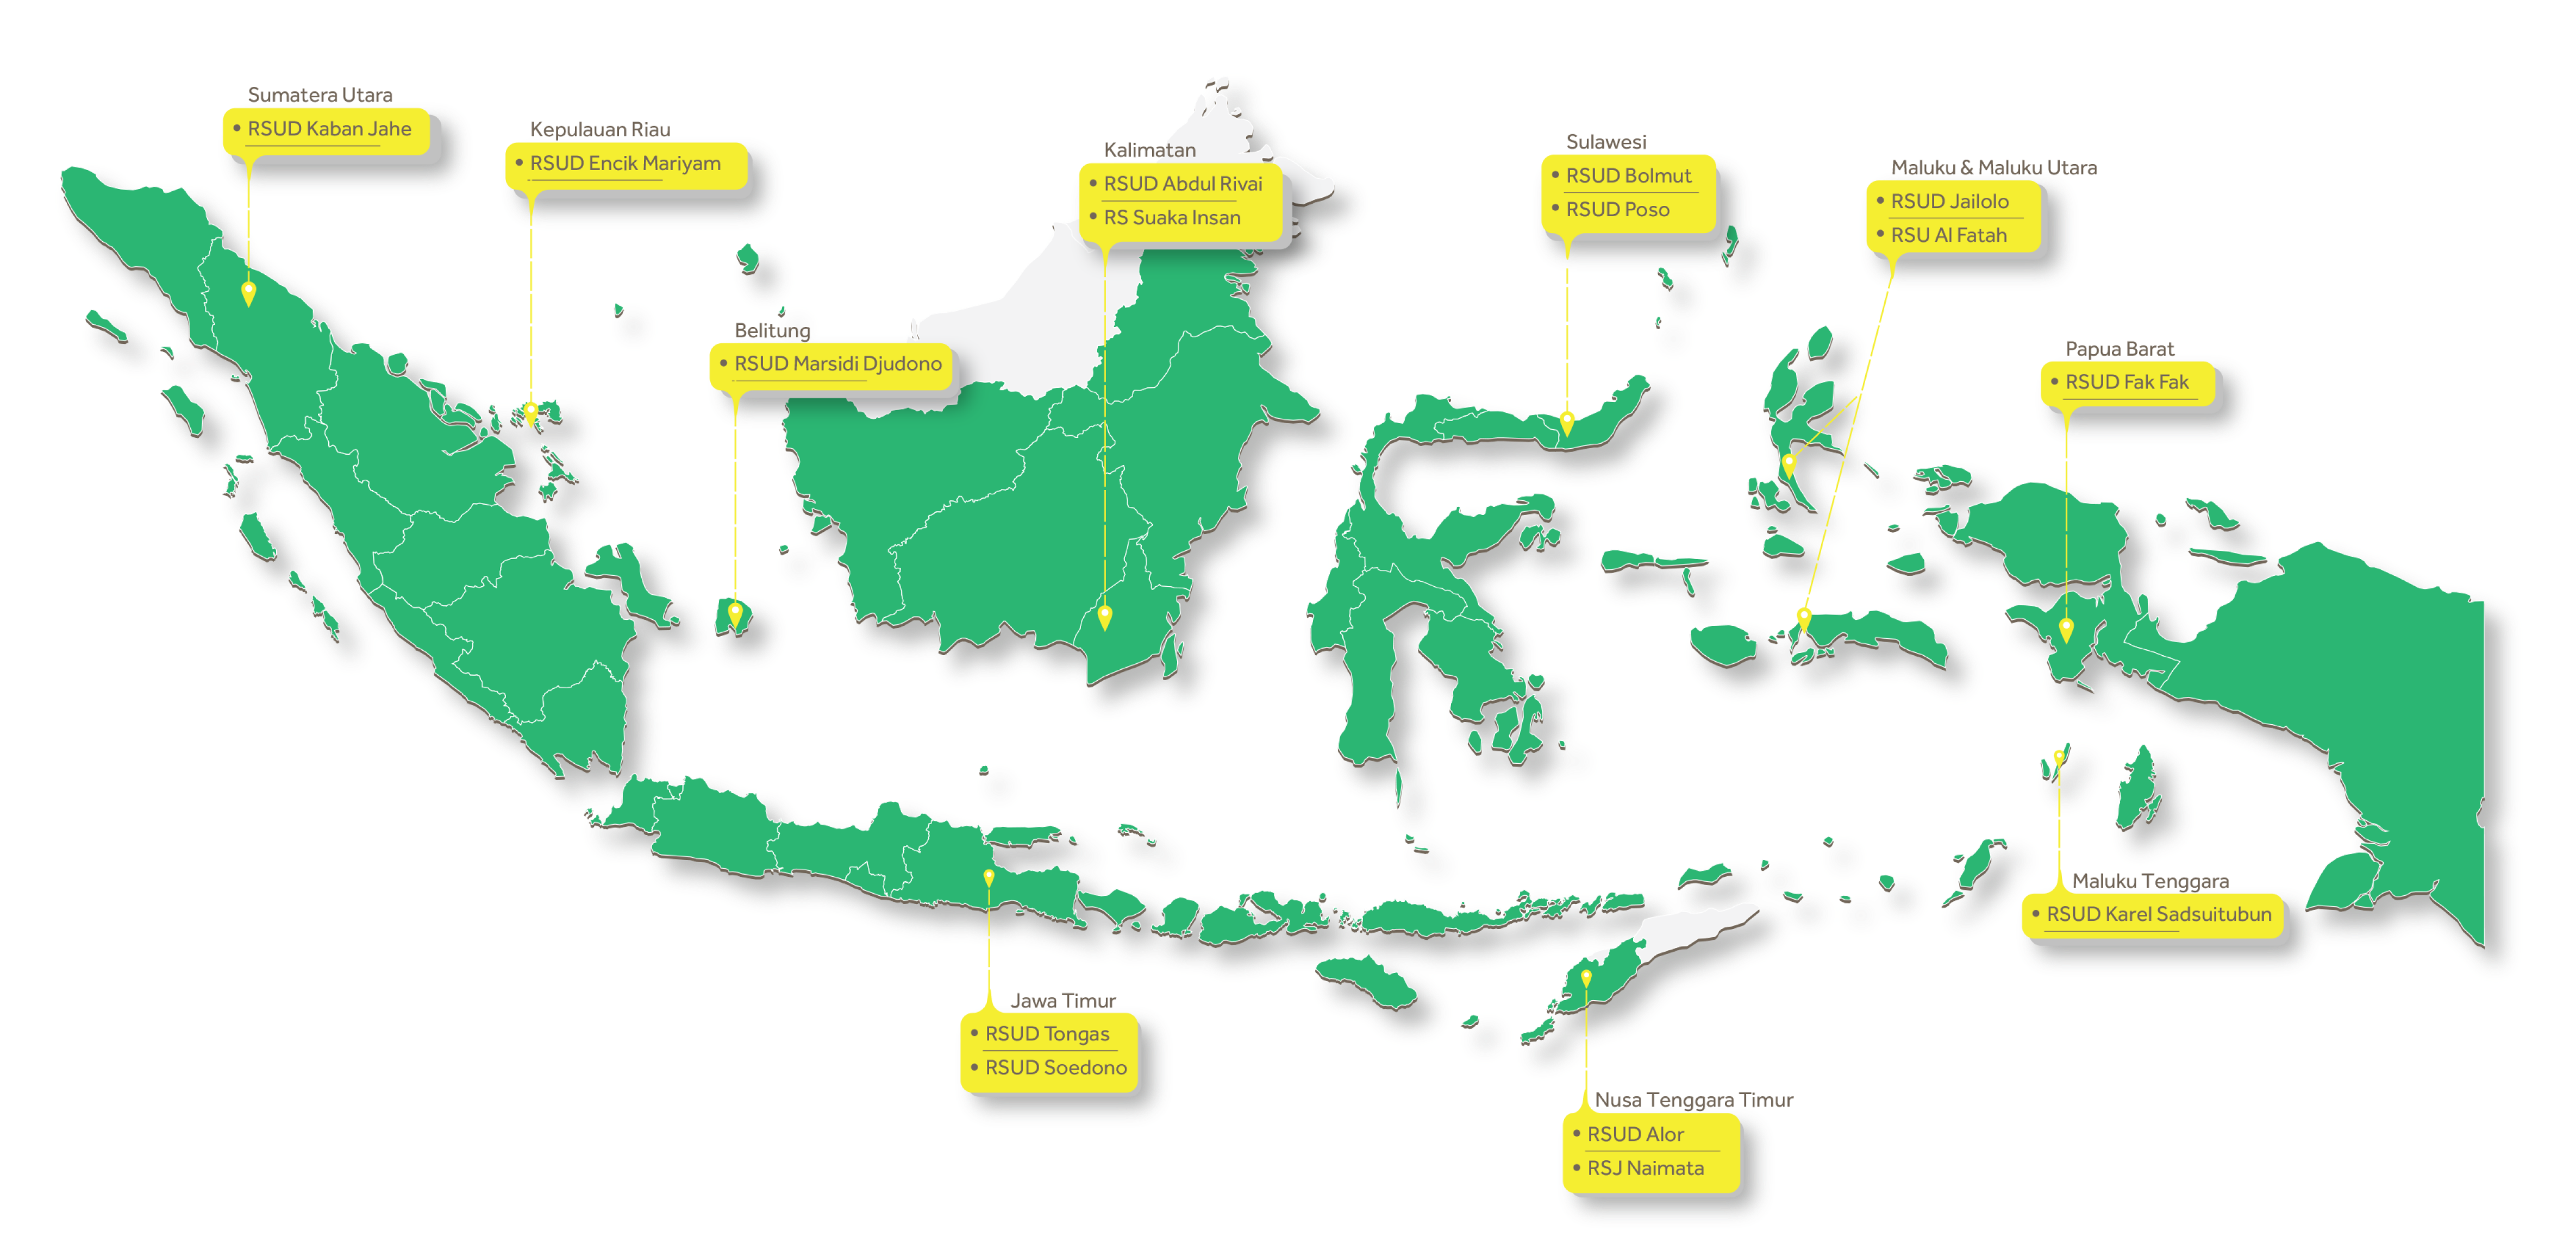 Sumatera Utara
• RSUD Kaban Jahe
Kepulauan Riau
• RSUD Encik Mariyam
Belitung
• RSUD Marsidi Djudono
Kalimatan
• RSUD Abdul Rivai
• RS Suaka Insan
Sulawesi
• RSUD Bolmut
• RSUD Poso
Maluku & Maluku Utara
• RSUD Jailolo
• RSU Al Fatah
Papua Barat
• RSUD Fak Fak
Maluku Tenggara
• RSUD Karel Sadsuitubun
Jawa Timur
• RSUD Tongas
• RSUD Soedono
Nusa Tenggara Timur
• RSUD Alor
• RSJ Naimata